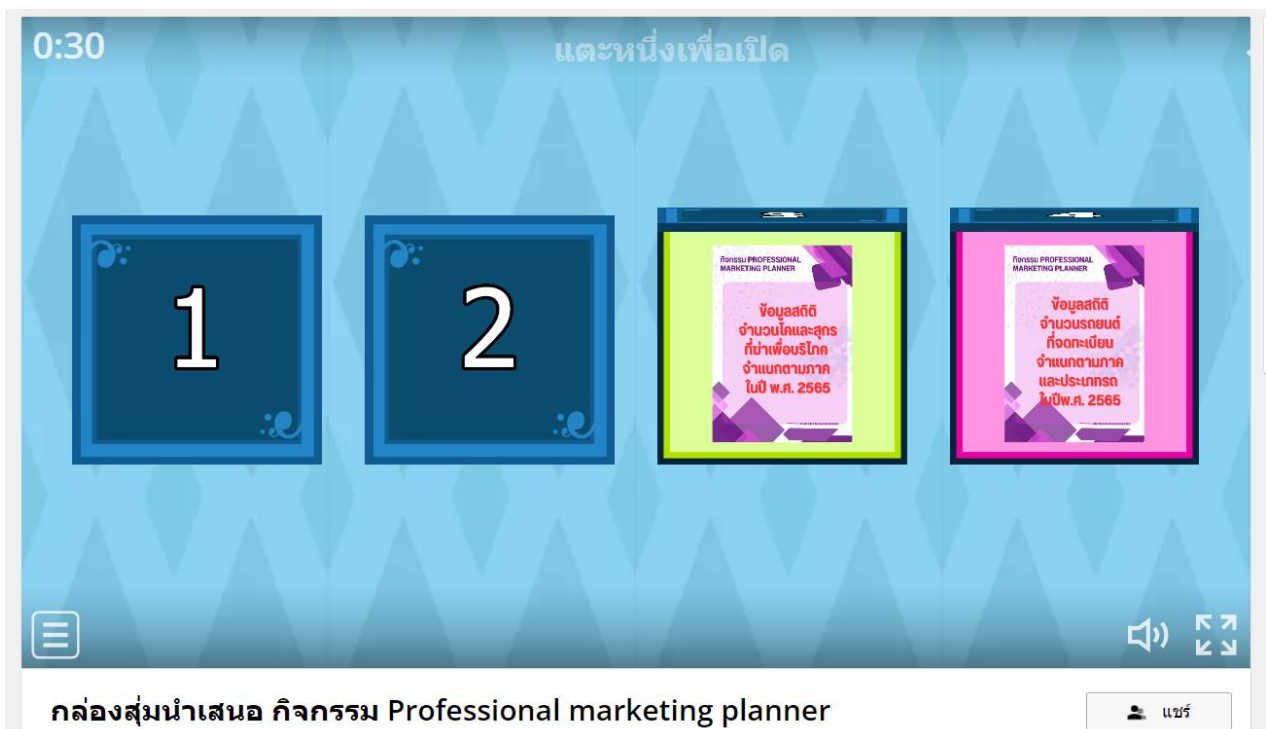 0:30
แตะหนึ่งเพื่อเปิด
1
2
กิจกรรม PROFESSIONAL
MARKETING PLANNER
ข้อมูลสถิติ
จำนวนโคและสุกร
ที่ฆ่าเพื่อบริโภค
จำแนกตามภาค
ในปี พ.ศ. 2565
กิจกรรม PROFESSIONAL
MARKETING PLANNER
ข้อมูลสถิติ
จำนวนรถยนต์
ที่จดทะเบียน
จำแนกตามภาค
และประเภทรถ
ในปีพ.ศ. 2565
กล่องสุ่มนำเสนอ กิจกรรม Professional marketing planner
แชร์